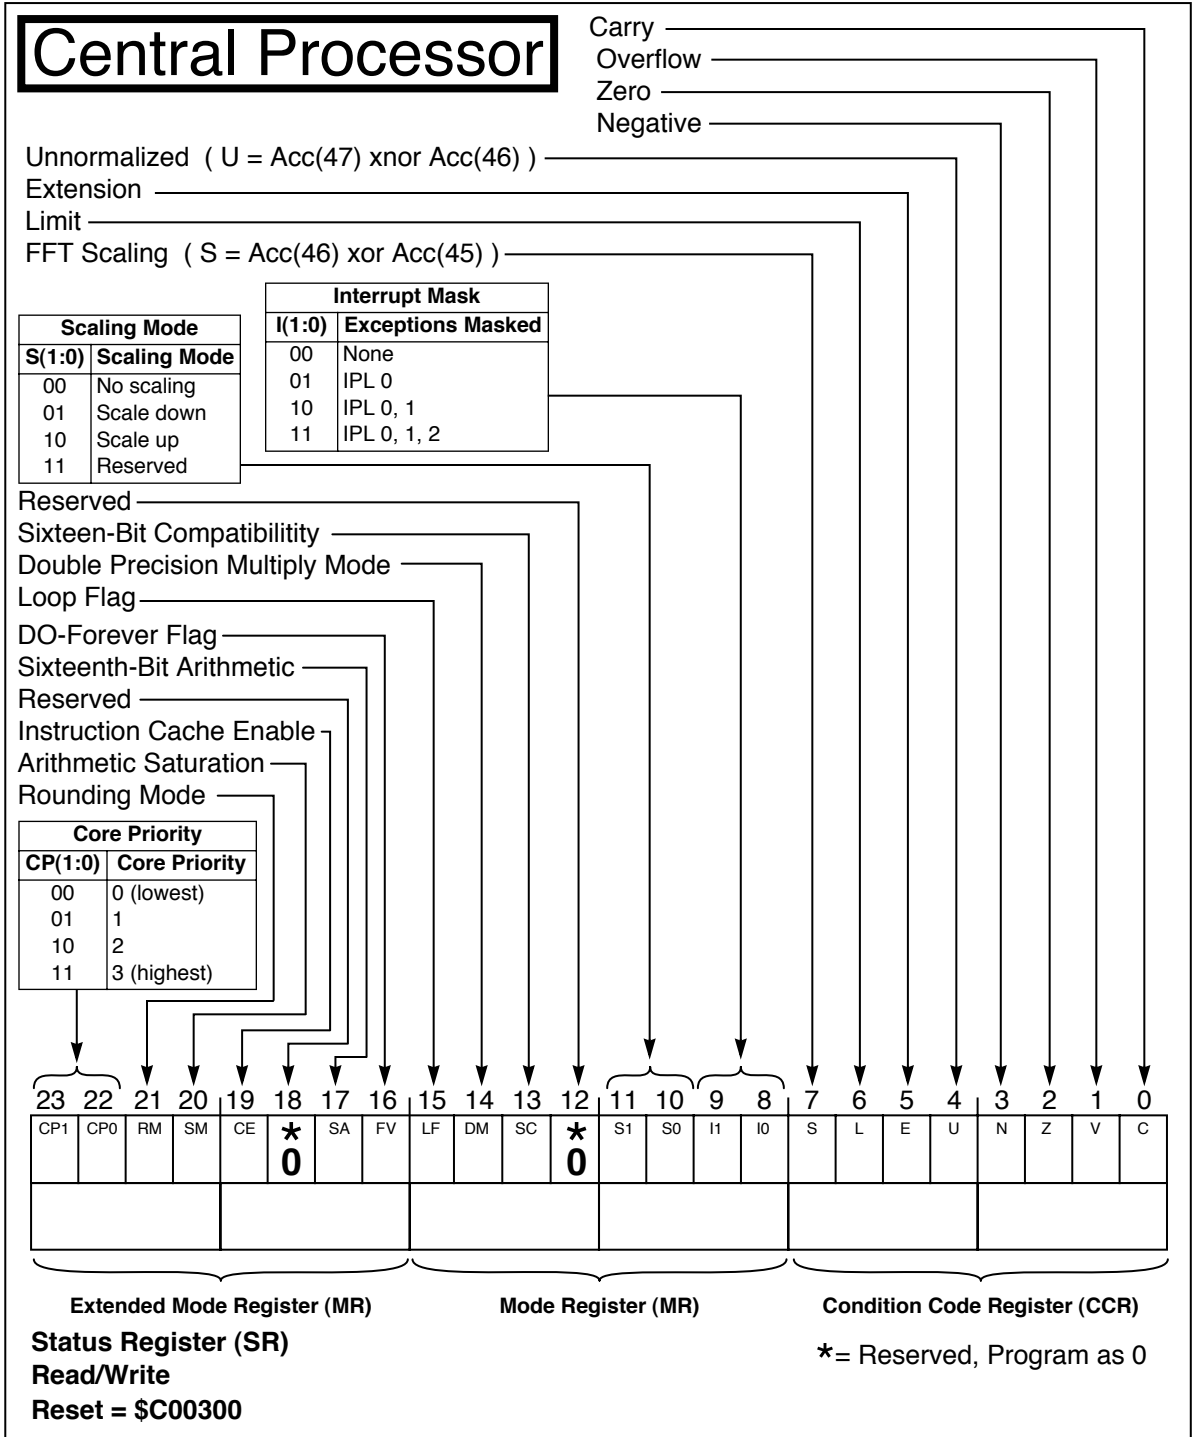 Central Processor
Carry
Overflow
Zero
Negative
Unnormalized ( U = Acc(47) xnor Acc(46) )
Extension
Limit
FFT Scaling ( S = Acc(46) xor Acc(45) )
Interrupt Mask
I(1:0) Exceptions Masked
00 None
01 IPL 0
10 IPL 0, 1
11 IPL 0, 1, 2
Scaling Mode
S(1:0) Scaling Mode
00 No scaling
01 Scale down
10 Scale up
11 Reserved
Reserved
Sixteen-Bit Compatibilitity
Double Precision Multiply Mode
Loop Flag
DO-Forever Flag
Sixteenth-Bit Arithmetic
Reserved
Instruction Cache Enable
Arithmetic Saturation
Rounding Mode
Core Priority
CP(1:0) Core Priority
00 0 (lowest)
01 1
10 2
11 3 (highest)
23 22 21 20 19 18 17 16 15 14 13 12 11 10 9 8 7 6 5 4 3 2 1 0
CP1 CP0 RM SM CE * SA FV LF DM SC * S1 S0 I1 I0 S L E U N Z V C
0 0
Extended Mode Register (MR) Mode Register (MR) Condition Code Register (CCR)
Status Register (SR)
Read/Write
Reset = $C00300
*= Reserved, Program as 0